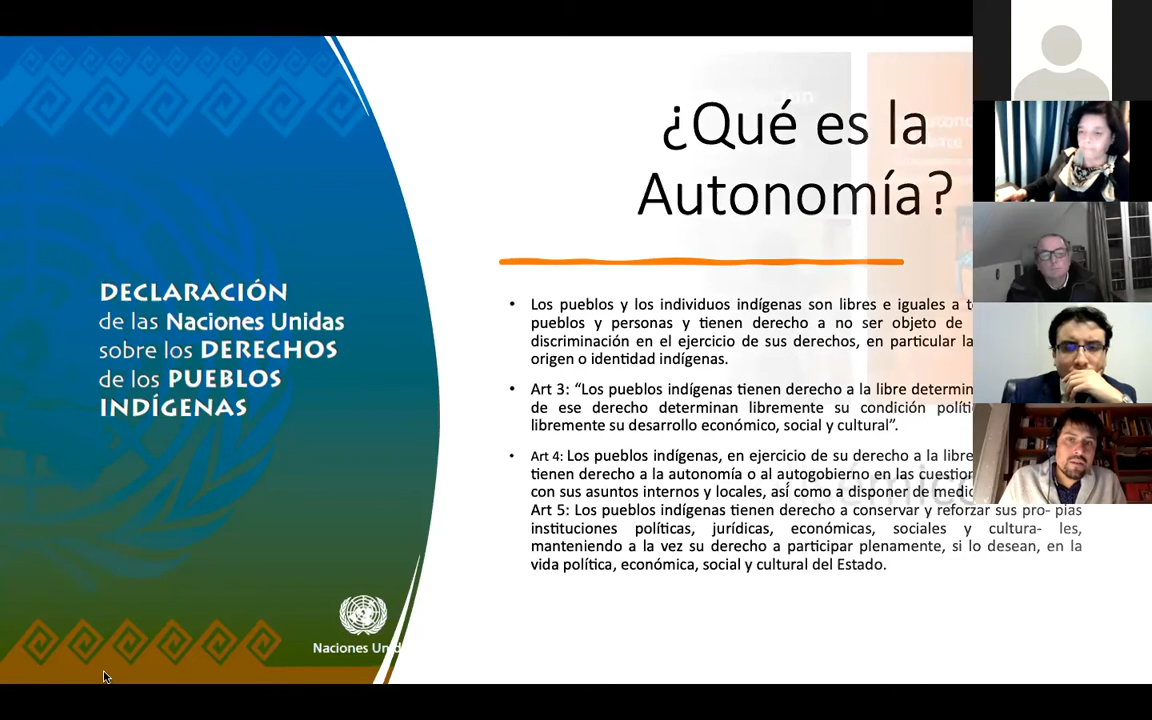 DECLARACIÓN
de las Naciones Unidas
sobre los DERECHOS
de los PUEBLOS
INDÍGENAS
Naciones
¿Qué es la
Autonomía?
• Los pueblos y los individuos indígenas son libres e iguales a
pueblos y personas y tienen derecho a no ser objeto de
discriminación en el ejercicio de sus derechos, en particular la
origen o identidad indígenas.
• Art 3: “Los pueblos indígenas tienen derecho a la libre
de ese derecho determinan libremente su condición
libremente su desarrollo económico, social y cultural”.
• Art 4: Los pueblos indígenas, en ejercicio de su derecho a la libre
tienen derecho a la autonomía o al autogobierno en las
con sus asuntos internos y locales, así como a disponer de
Art 5: Los pueblos indígenas tienen derecho a conservar y reforzar sus pro- pias
instituciones políticas, jurídicas, económicas, sociales y cultura- les,
manteniendo a la vez su derecho a participar plenamente, si lo desean, en la
vida política, económica, social y cultural del Estado.